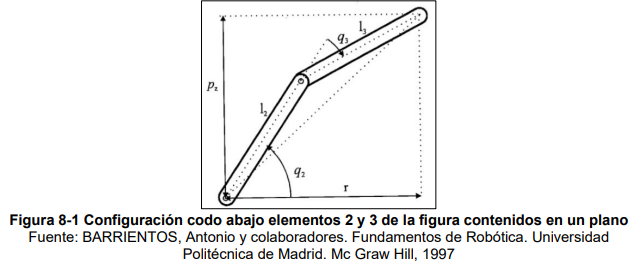 l₃
q₃
p_z
l₂
q₂
r
Figura 8-1 Configuración codo abajo elementos 2 y 3 de la figura contenidos en un plano
Fuente: BARRIENTOS, Antonio y colaboradores. Fundamentos de Robótica. Universidad
Politécnica de Madrid. Mc Graw Hill, 1997